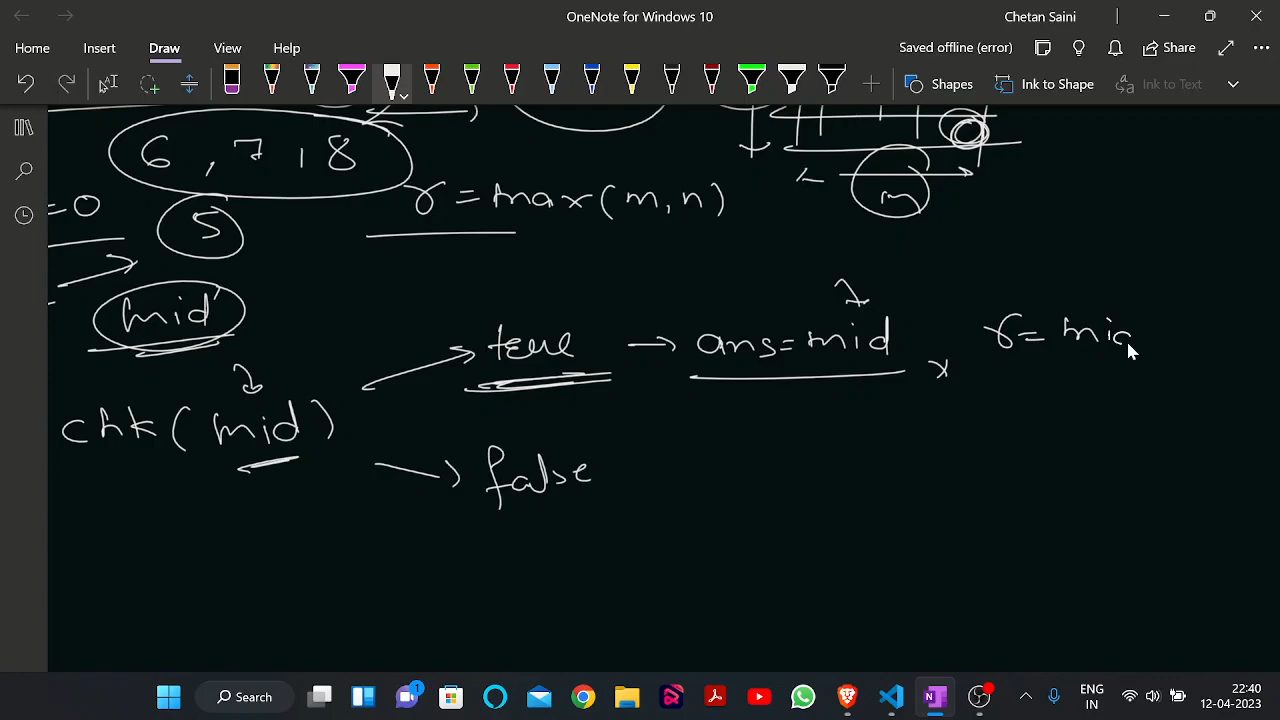 OneNote for Windows 10
Chetan Saini
Home Insert Draw View Help
Saved offline (error)
Share
Shapes
Ink to Shape
Ink to Text
6, 7, 8
m
=0
5
r = max(m,n)
mid
true → ans=mid
r= mid
chk(mid)
false
Search
1
ENG
IN
22:40
12-04-2023